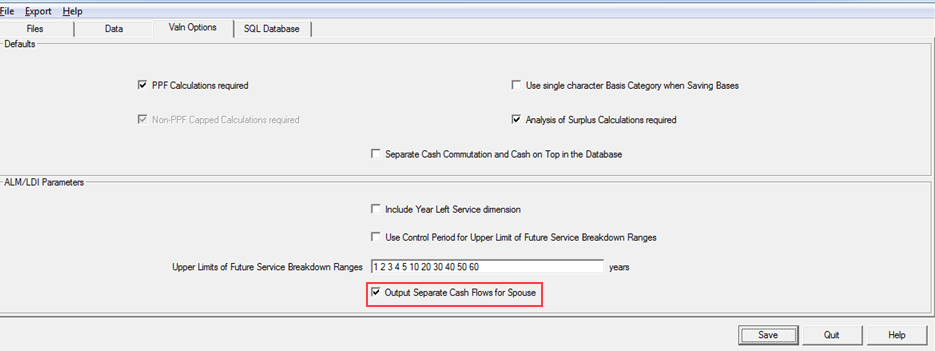 File Export Help
Files Data Valn Options SQL Database
Defaults
PPF Calculations required Use single character Basis Category when Saving Bases
Non-PPF Capped Calculations required Analysis of Surplus Calculations required
Separate Cash Commutation and Cash on Top in the Database
ALM/LDI Parameters
Include Year Left Service dimension
Use Control Period for Upper Limit of Future Service Breakdown Ranges
Upper Limits of Future Service Breakdown Ranges 1 2 3 4 5 10 20 30 40 50 60 years
Output Separate Cash Flows for Spouse
Save Quit Help